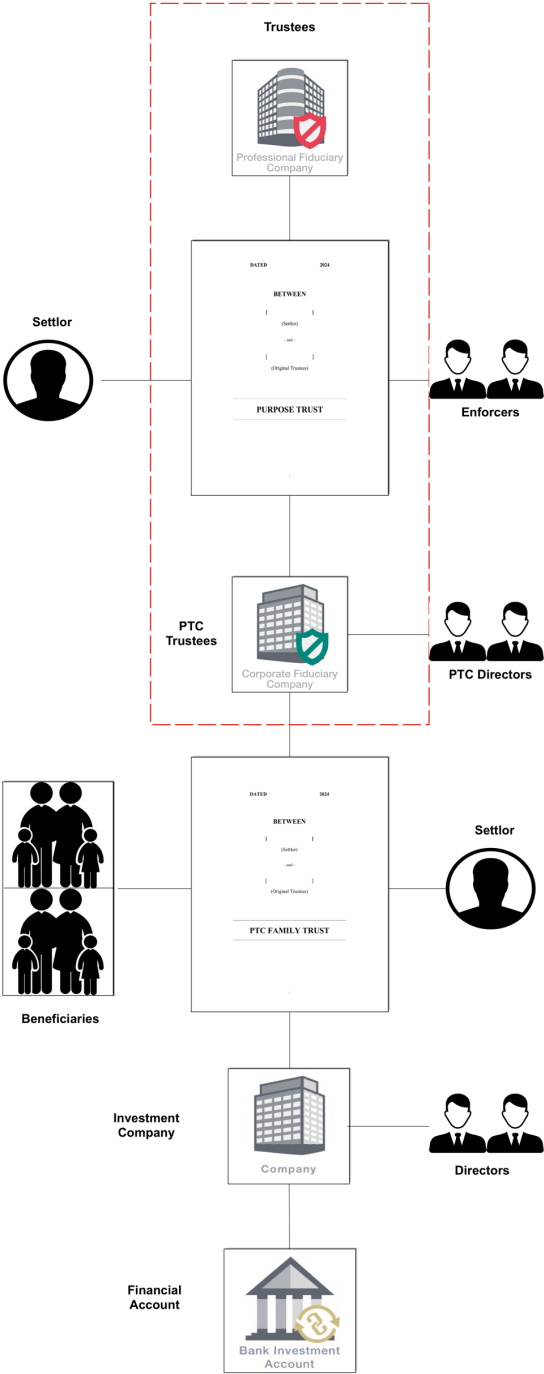 Trustees
Professional Fiduciary
Company
DATED 2024
BETWEEN
[ ]
(Settlor)
- and -
[ ]
(Original Trustees)
PURPOSE TRUST
Settlor
Enforcers
PTC
Trustees
Corporate Fiduciary
Company
PTC Directors
DATED 2024
BETWEEN
[ ]
(Settlor)
- and -
[ ]
(Original Trustees)
PTC FAMILY TRUST
Settlor
Beneficiaries
Investment
Company
Company
Directors
Financial
Account
Bank Investment
Account